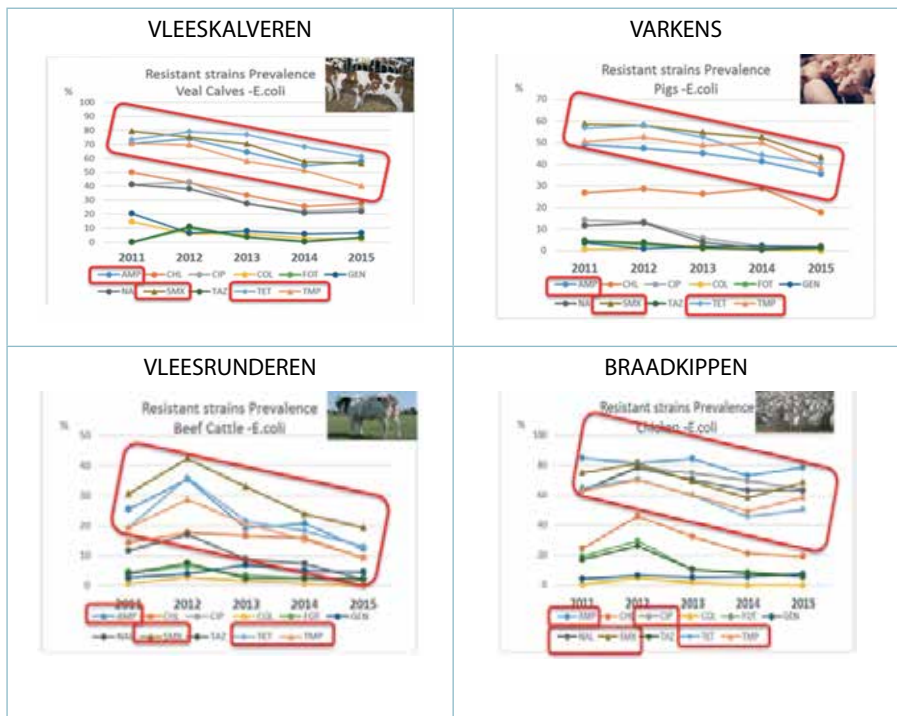 VLEESKALVEREN
Resistant strains Prevalence
Veal Calves -E.coli
%
100
90
80
70
60
50
40
30
20
10
0
2011 2012 2013 2014 2015
AMP CHL CIP COL FOT GEN
NAL SMX TAZ TET TMP
VARKENS
Resistant strains Prevalence
Pigs -E.coli
%
70
60
50
40
30
20
10
0
2011 2012 2013 2014 2015
AMP CHL CIP COL FOT GEN
NAL SMX TAZ TET TMP
VLEESRUNDEREN
Resistant strains Prevalence
Beef Cattle -E.coli
%
50
40
30
20
10
0
2011 2012 2013 2014 2015
AMP CHL CIP COL FOT GEN
NAL SMX TAZ TET TMP
BRAADKIPPEN
Resistant strains Prevalence
Chicken -E.coli
%
100
80
60
40
20
0
2011 2012 2013 2014 2015
AMP CHL CIP COL FOT GEN
NAL SMX TAZ TET TMP